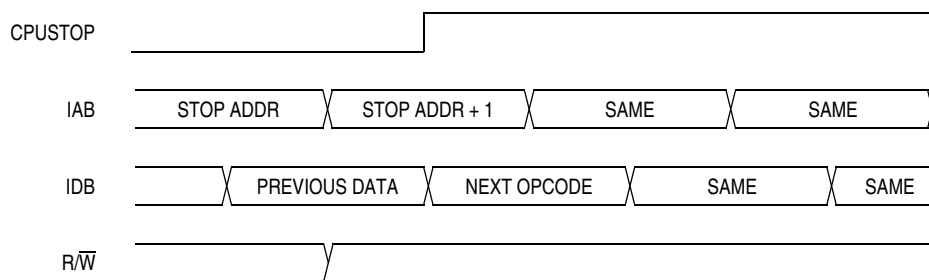 CPUSTOP
IAB STOP ADDR STOP ADDR + 1 SAME SAME
IDB PREVIOUS DATA NEXT OPCODE SAME SAME
R/W̅